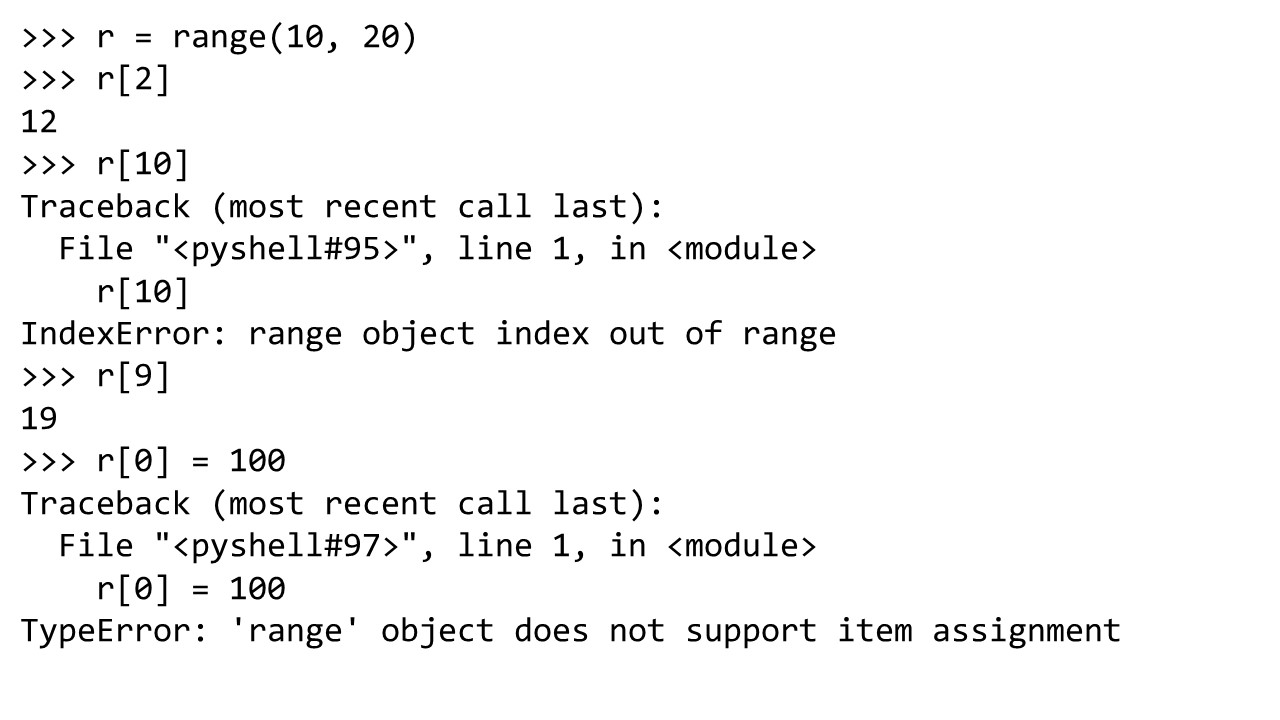 >>> r = range(10, 20)
>>> r[2]
12
>>> r[10]
Traceback (most recent call last):
  File "<pyshell#95>", line 1, in <module>
    r[10]
IndexError: range object index out of range
>>> r[9]
19
>>> r[0] = 100
Traceback (most recent call last):
  File "<pyshell#97>", line 1, in <module>
    r[0] = 100
TypeError: 'range' object does not support item assignment